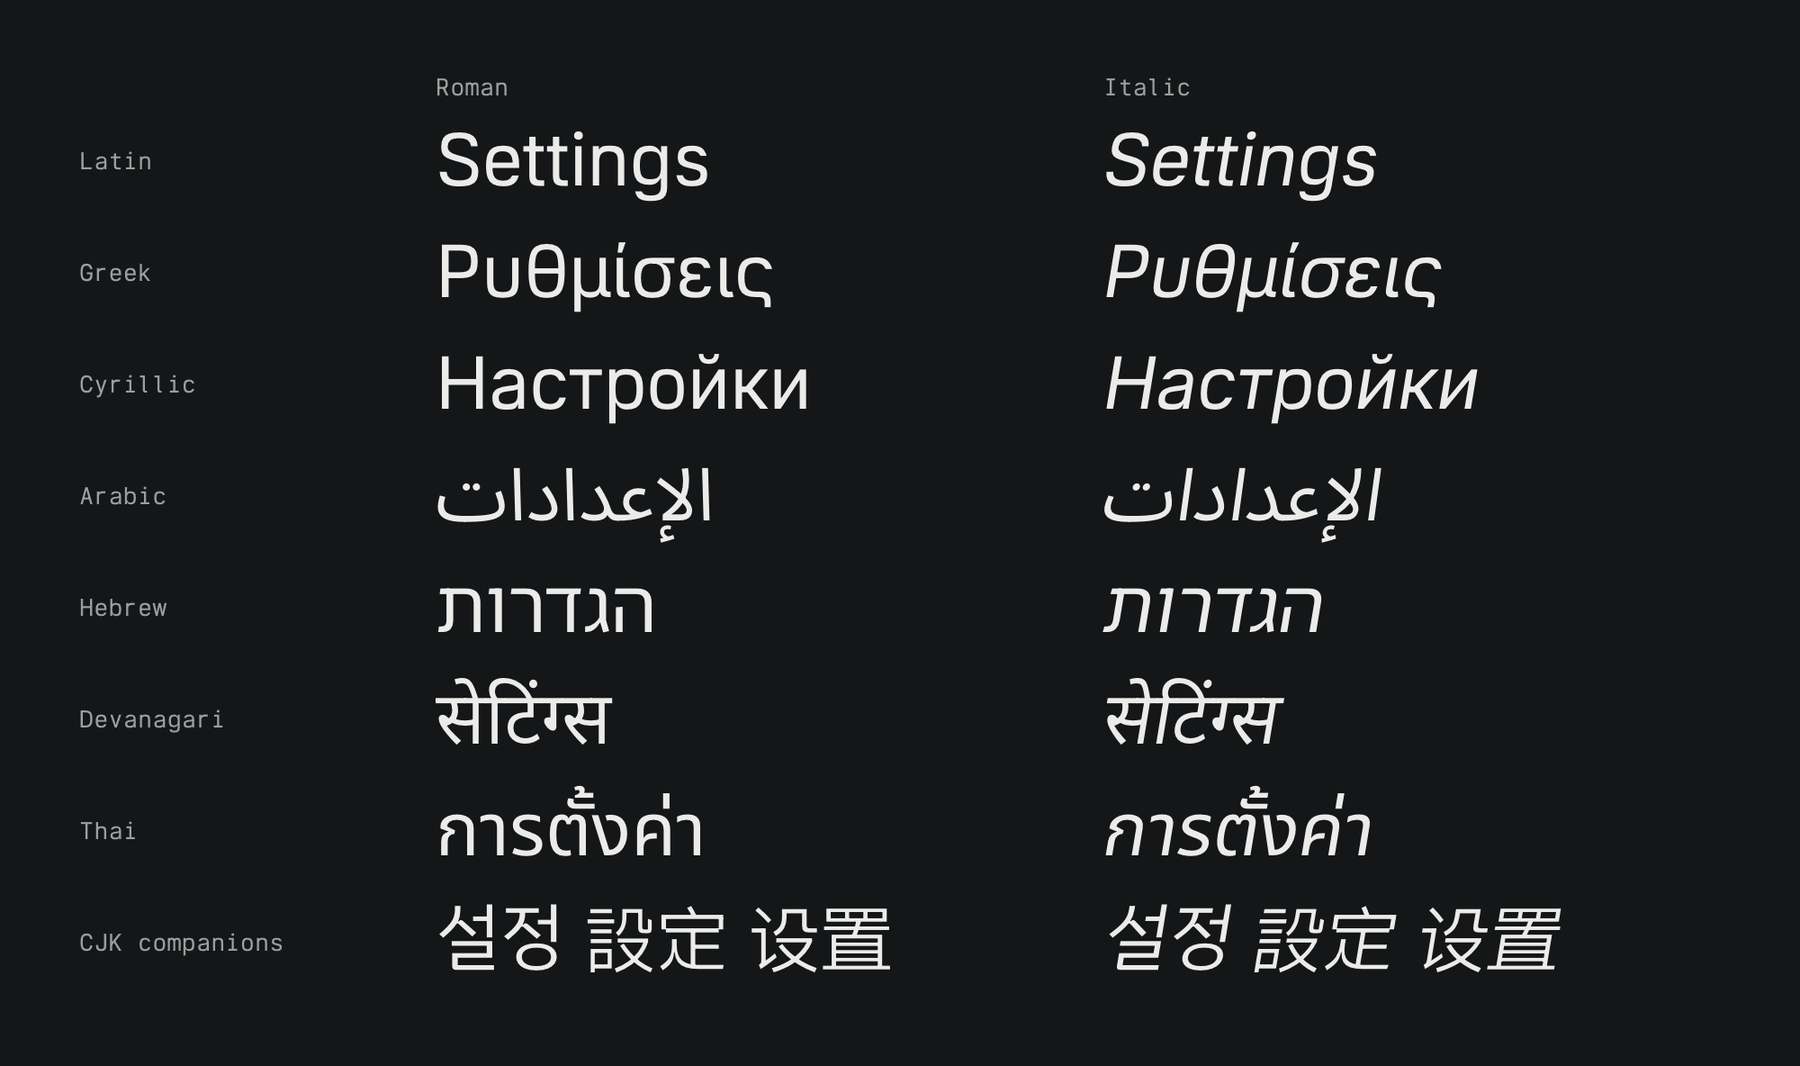 Roman Italic
Latin Settings Settings
Greek Ρυθμίσεις Ρυθμίσεις
Cyrillic Настройки Настройки
Arabic الإعدادات الإعدادات
Hebrew הגדרות הגדרות
Devanagari सेटिंग्स सेटिंग्स
Thai การตั้งค่า การตั้งค่า
CJK companions 설정 設定 设置 설정 設定 设置